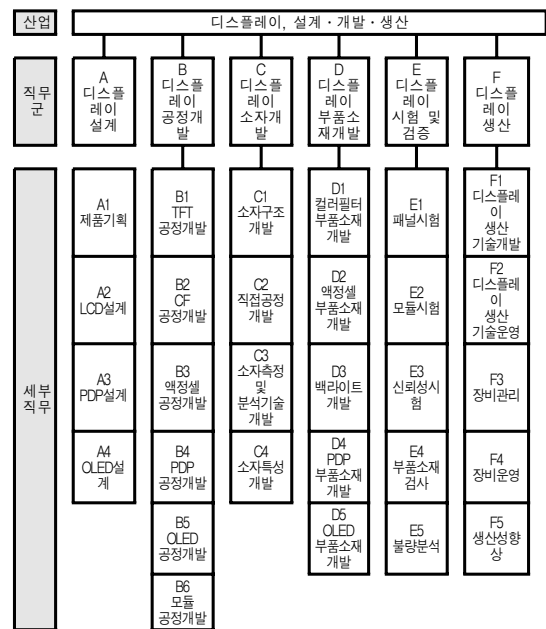 산업
디스플레이, 설계·개발·생산
직무
군
A
디스플
레이
설계
B
디스플
레이
공정개
발
C
디스플
레이
소자개
발
D
디스플
레이
부품소
재개발
E
디스플
레이
시험 및
검증
F
디스플
레이
생산
세부
직무
A1
제품기획
A2
LCD설계
A3
PDP설계
A4
OLED설
계
B1
TFT
공정개발
B2
CF
공정개발
B3
액정셀
공정개발
B4
PDP
공정개발
B5
OLED
공정개발
B6
모듈
공정개발
C1
소자구조
개발
C2
직접공정
개발
C3
소자측정
및
분석기술
개발
C4
소자특성
개발
D1
컬러필터
부품소재
개발
D2
액정셀
부품소재
개발
D3
백라이트
개발
D4
PDP
부품소재
개발
D5
OLED
부품소재
개발
E1
패널시험
E2
모듈시험
E3
신뢰성시
험
E4
부품소재
검사
E5
불량분석
F1
디스플레
이
생산
기술개발
F2
디스플레
이
생산
기술운영
F3
장비관리
F4
장비운영
F5
생산성향
상